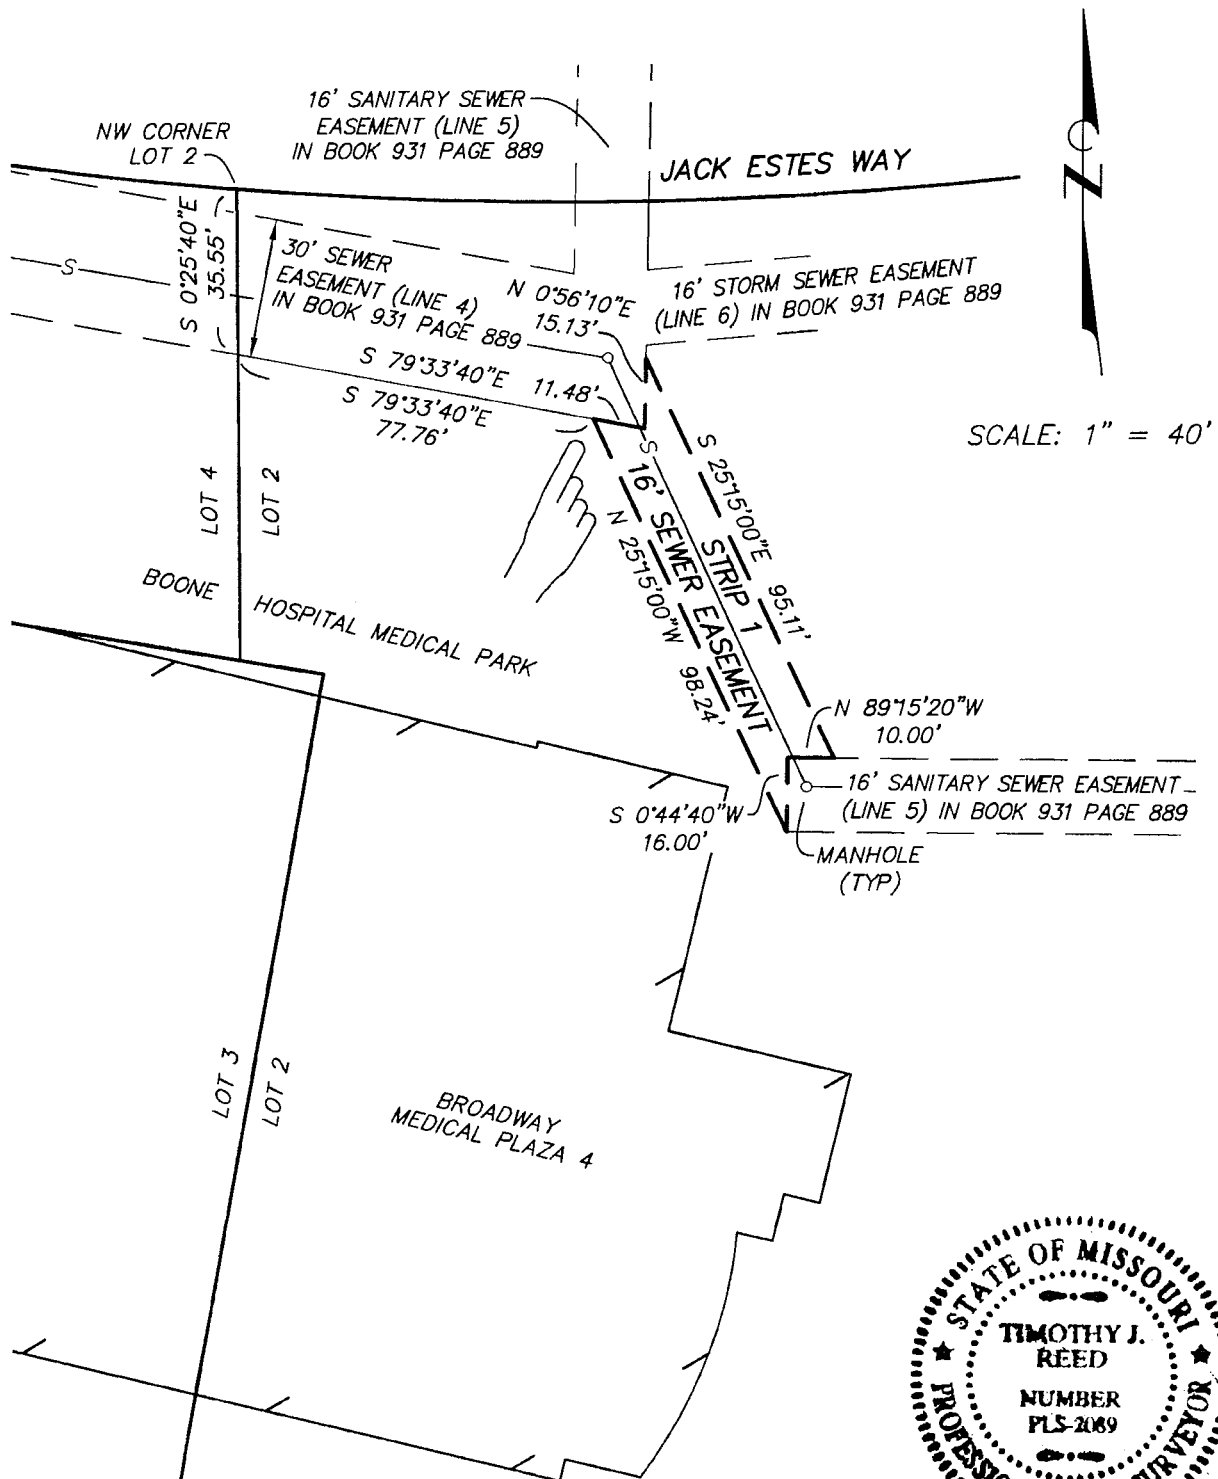 16' SANITARY SEWER
EASEMENT (LINE 5)
IN BOOK 931 PAGE 889
NW CORNER
LOT 2
JACK ESTES WAY
N
S 0°25'40"E
35.55'
S
30' SEWER
EASEMENT (LINE 4)
IN BOOK 931 PAGE 889
N 0°56'10"E
15.13'
16' STORM SEWER EASEMENT
(LINE 6) IN BOOK 931 PAGE 889
S 79°33'40"E 11.48'
S 79°33'40"E
77.76'
SCALE: 1" = 40'
S
S 25°15'00"E 95.11'
STRIP 1
16' SEWER EASEMENT
N 25°15'00"W 98.24'
LOT 4
LOT 2
BOONE HOSPITAL MEDICAL PARK
N 89°15'20"W
10.00'
16' SANITARY SEWER EASEMENT
(LINE 5) IN BOOK 931 PAGE 889
S 0°44'40"W
16.00'
MANHOLE
(TYP)
LOT 3
LOT 2
BROADWAY
MEDICAL PLAZA 4
STATE OF MISSOURI
TIMOTHY J.
REED
NUMBER
PLS-2089